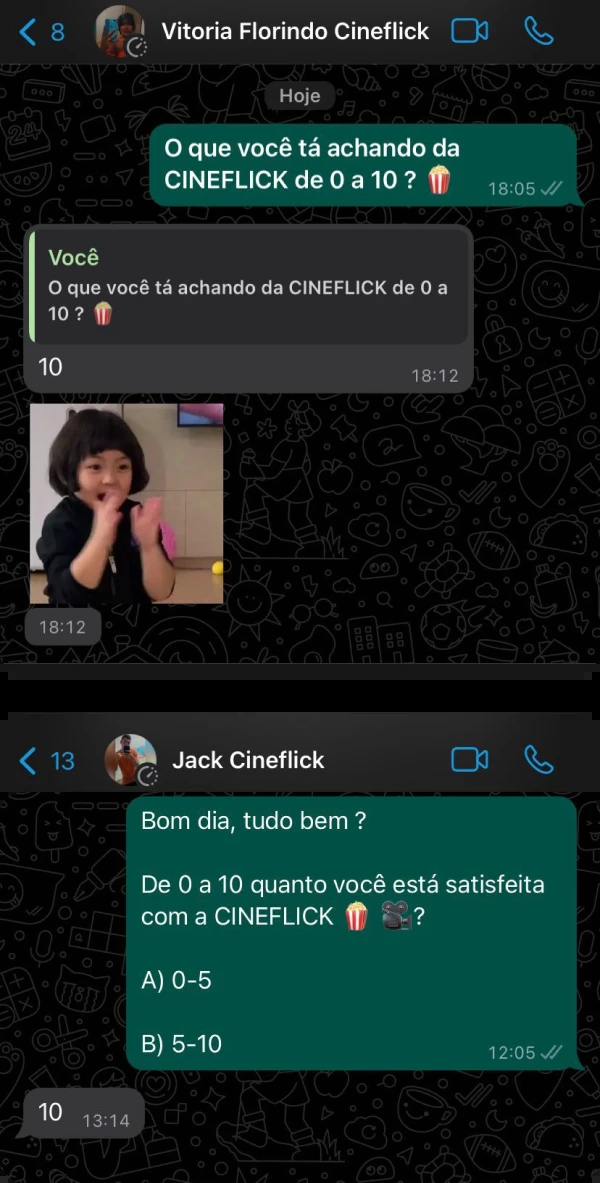 8 Vitoria Florindo Cineflick
Hoje
O que você tá achando da
CINEFLICK de 0 a 10 ? 🍿 18:05
Você
O que você tá achando da CINEFLICK de 0 a
10 ? 🍿
10
18:12
18:12
13 Jack Cineflick
Bom dia, tudo bem ?
De 0 a 10 quanto você está satisfeita
com a CINEFLICK 🍿 🎥?
A) 0-5
B) 5-10
12:05
10 13:14